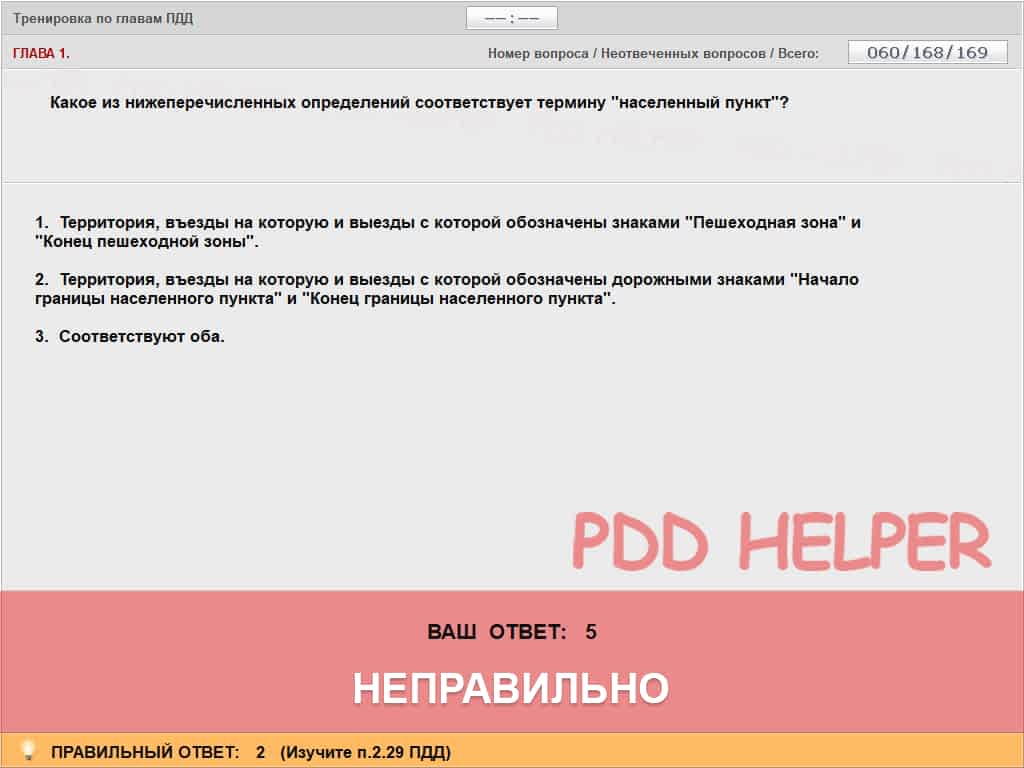 Тренировка по главам ПДД
—— : ——
ГЛАВА 1.
Номер вопроса / Неотвеченных вопросов / Всего:
060/168/169
Какое из нижеперечисленных определений соответствует термину "населенный пункт"?
1. Территория, въезды на которую и выезды с которой обозначены знаками "Пешеходная зона" и
"Конец пешеходной зоны".
2. Территория, въезды на которую и выезды с которой обозначены дорожными знаками "Начало
границы населенного пункта" и "Конец границы населенного пункта".
3. Соответствуют оба.
PDD HELPER
ВАШ ОТВЕТ: 5
НЕПРАВИЛЬНО
ПРАВИЛЬНЫЙ ОТВЕТ: 2 (Изучите п.2.29 ПДД)